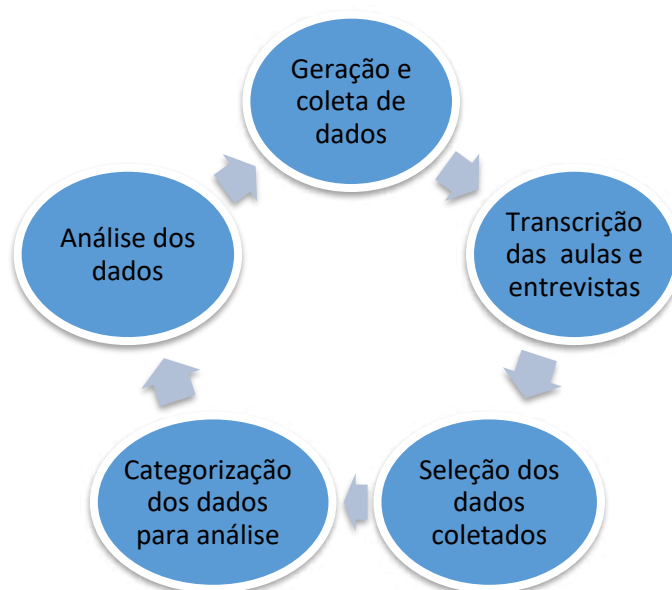 Geração e
coleta de
dados
Transcrição
das aulas e
entrevistas
Seleção dos
dados
coletados
Categorização
dos dados
para análise
Análise dos
dados